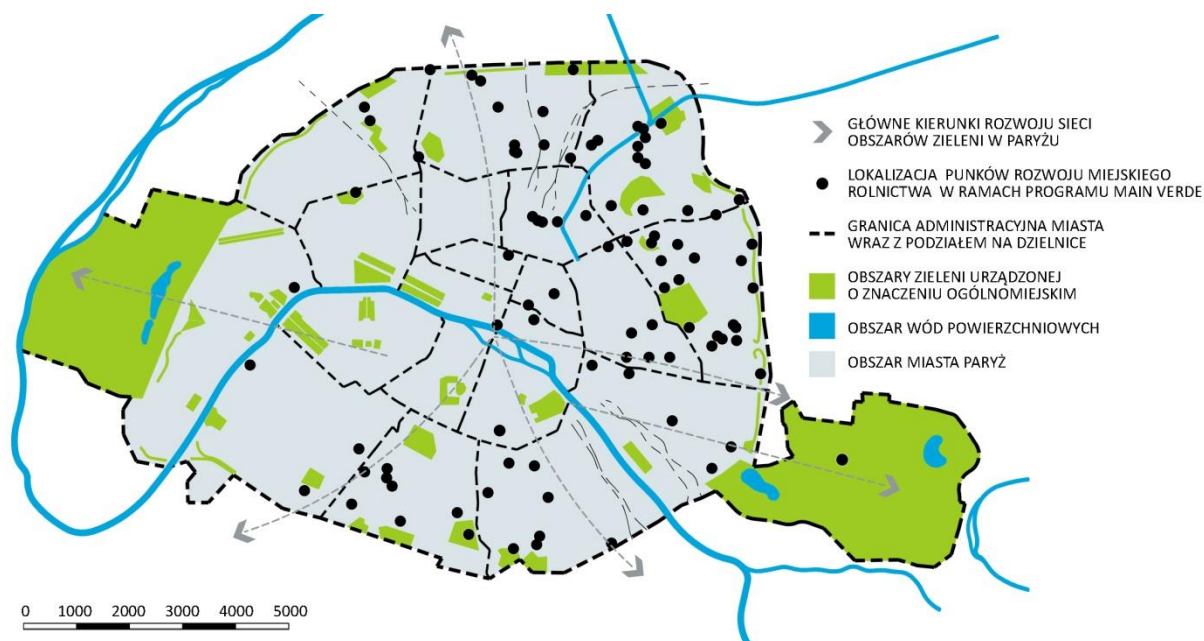 GŁÓWNE KIERUNKI ROZWOJU SIECI
OBSZARÓW ZIELENI W PARYŻU
LOKALIZACJA PUNKÓW ROZWOJU MIEJSKIEGO
ROLNICTWA W RAMACH PROGRAMU MAIN VERDE
GRANICA ADMINISTRACYJNA MIASTA
WRAZ Z PODZIAŁEM NA DZIELNICE
OBSZARY ZIELENI URZĄDZONEJ
O ZNACZENIU OGÓLNOMIEJSKIM
OBSZAR WÓD POWIERZCHNIOWYCH
OBSZAR MIASTA PARYŻ
0 1000 2000 3000 4000 5000